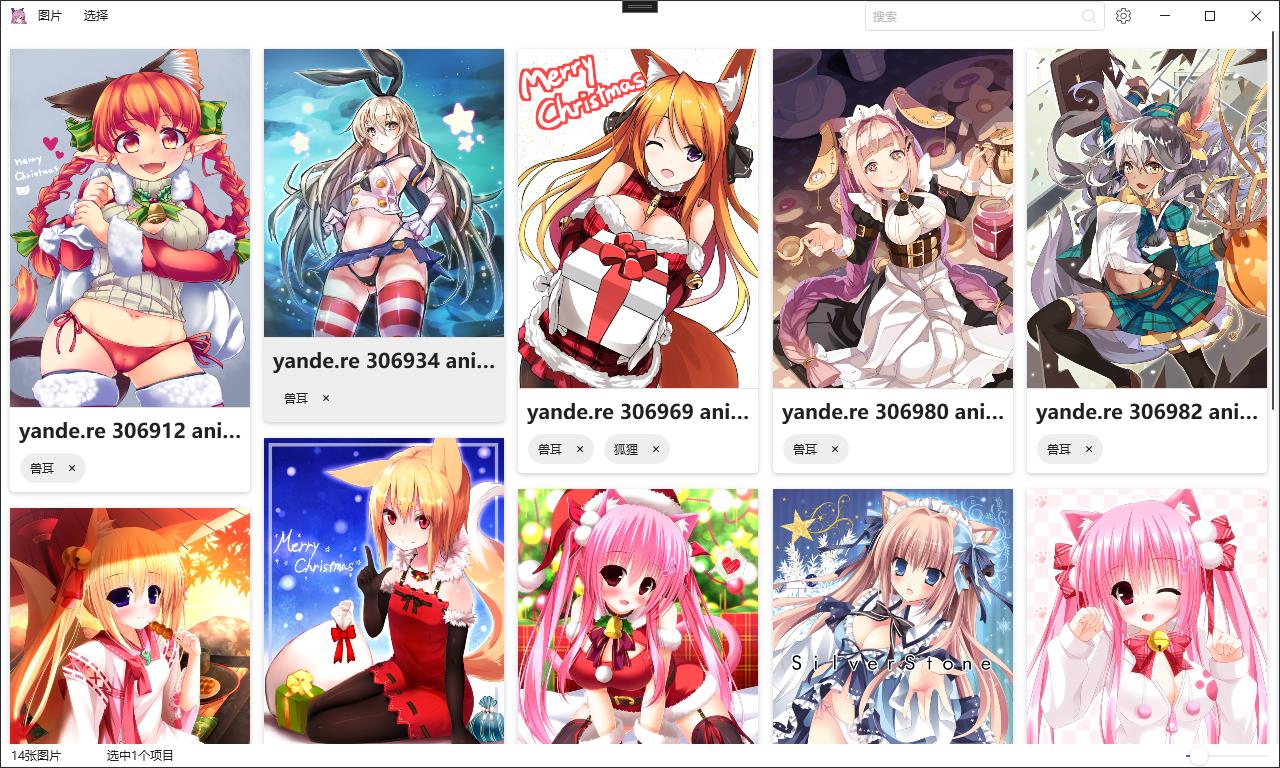 图片
选择
搜索
merry
Christmas
yande.re 306912 ani...
兽耳 ×
yande.re 306934 ani...
兽耳 ×
Merry
Christmas
yande.re 306969 ani...
兽耳 ×
狐狸 ×
yande.re 306980 ani...
兽耳 ×
yande.re 306982 ani...
兽耳 ×
Merry
Christmas
SilverStone
14张图片
选中1个项目